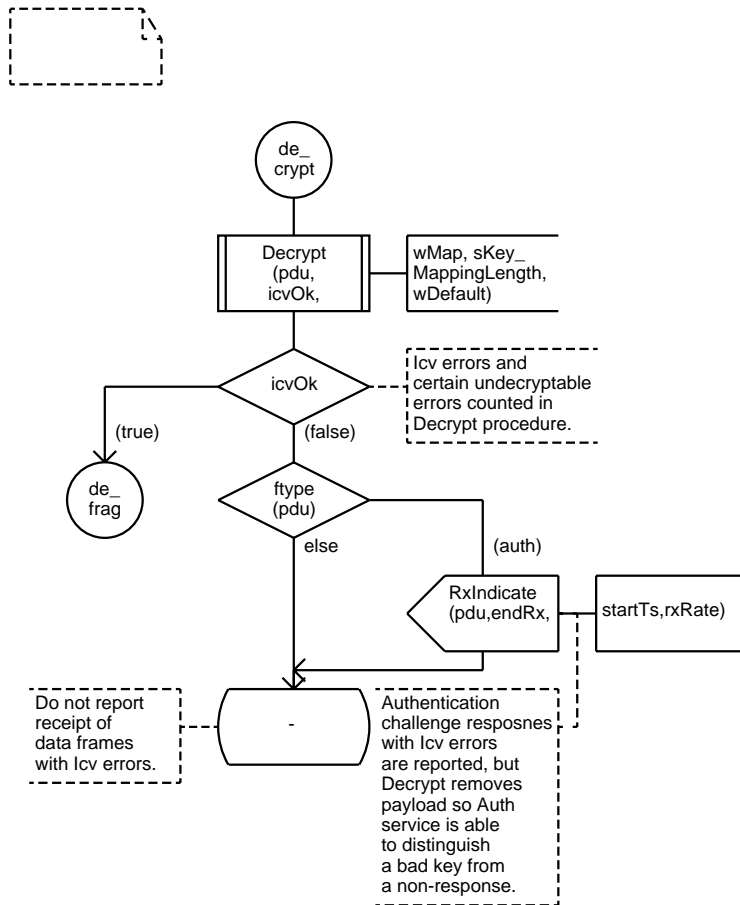 de_
crypt
Decrypt
(pdu,
icvOk,
wMap, sKey_
MappingLength,
wDefault)
icvOk
Icv errors and
certain undecryptable
errors counted in
Decrypt procedure.
(true)
(false)
de_
frag
ftype
(pdu)
else
(auth)
RxIndicate
(pdu,endRx,
startTs,rxRate)
Do not report
receipt of
data frames
with Icv errors.
-
Authentication
challenge resposnes
with Icv errors
are reported, but
Decrypt removes
payload so Auth
service is able
to distinguish
a bad key from
a non-response.